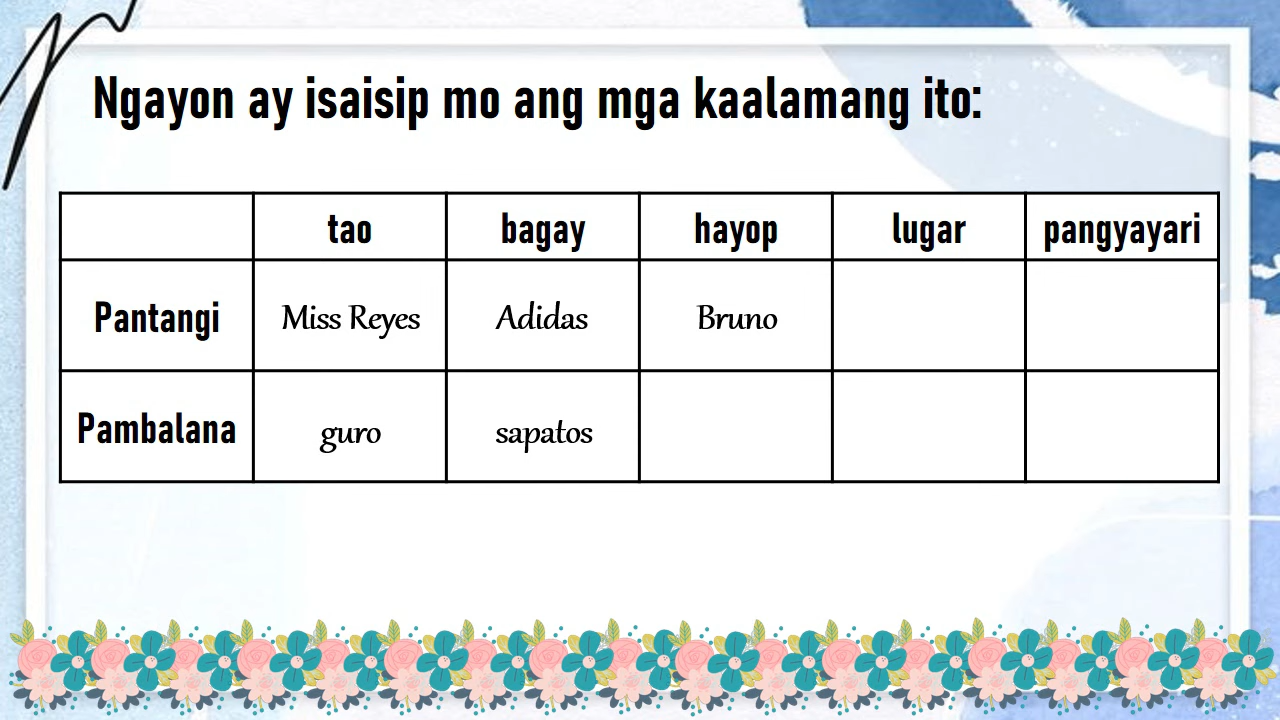 Ngayon ay isaisip mo ang mga kaalamang ito:
tao bagay hayop lugar pangyayari
Pantangi Miss Reyes Adidas Bruno
Pambalana guro sapatos